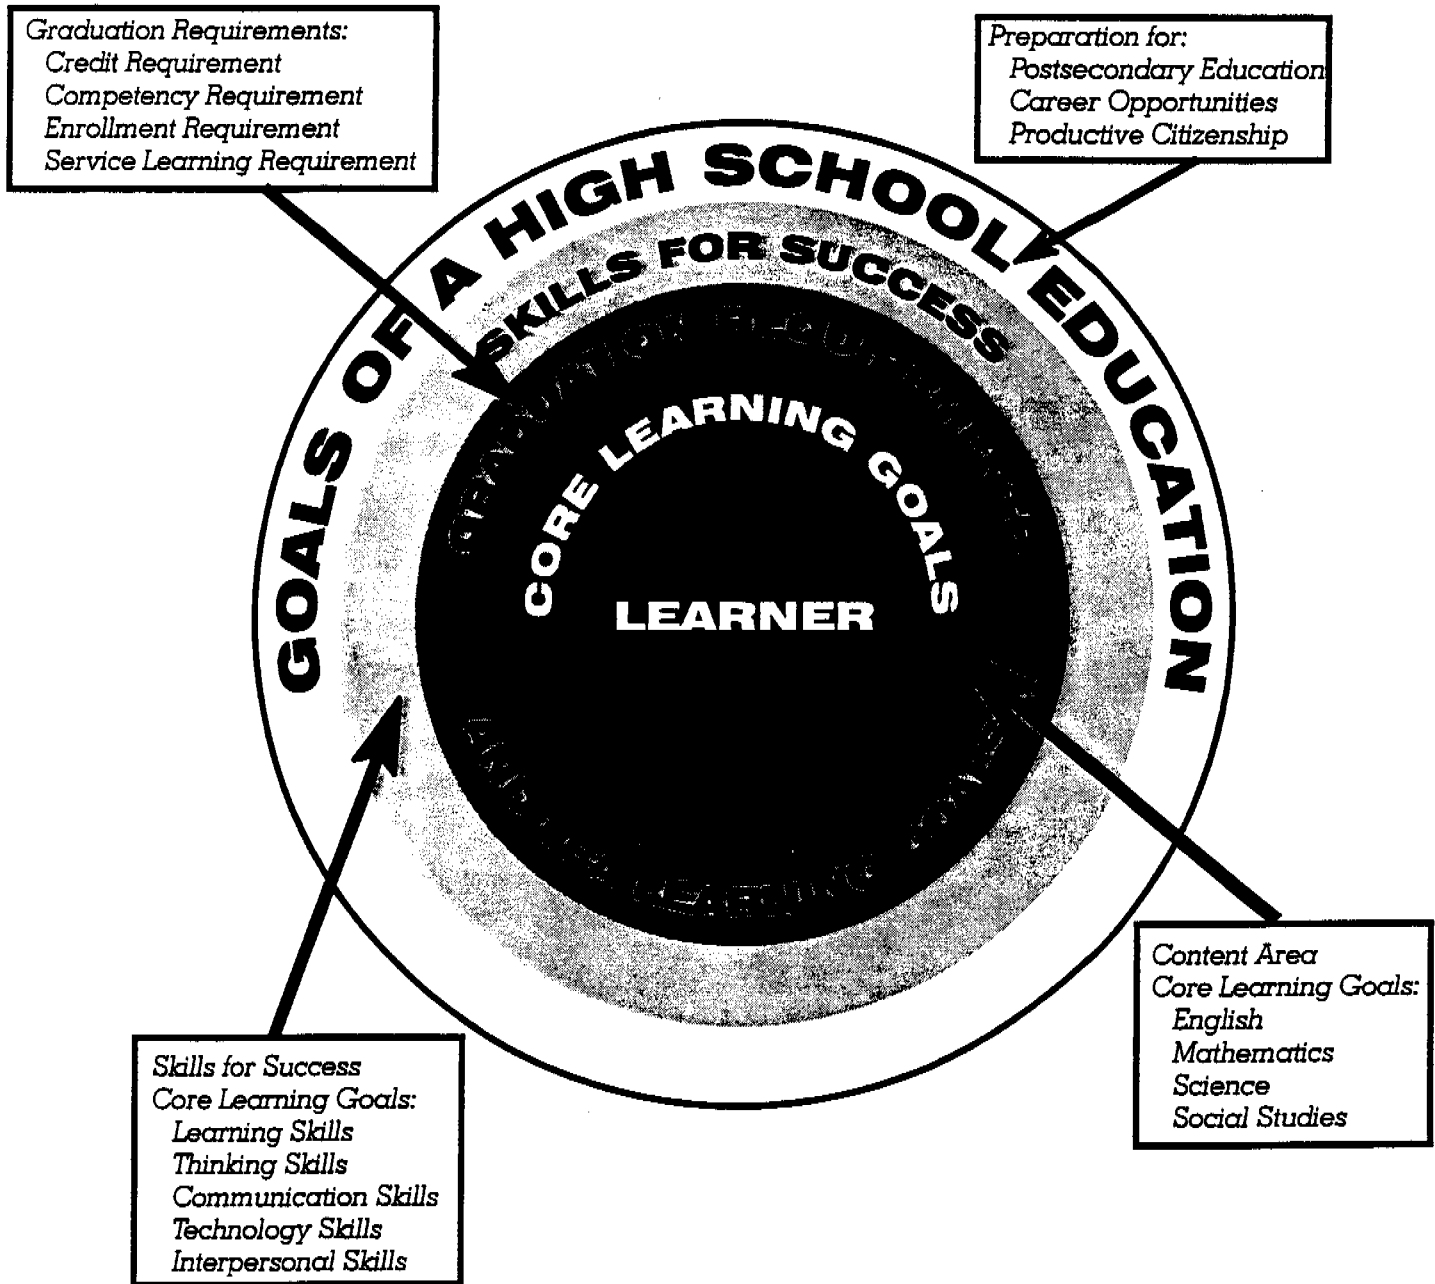 Graduation Requirements:
Credit Requirement
Competency Requirement
Enrollment Requirement
Service Learning Requirement
Preparation for:
Postsecondary Education
Career Opportunities
Productive Citizenship
GOALS OF A HIGH SCHOOL EDUCATION
SKILLS FOR SUCCESS
GRADUATION
CORE LEARNING GOALS
LEARNER
LEARNING
Content Area
Core Learning Goals:
English
Mathematics
Science
Social Studies
Skills for Success
Core Learning Goals:
Learning Skills
Thinking Skills
Communication Skills
Technology Skills
Interpersonal Skills